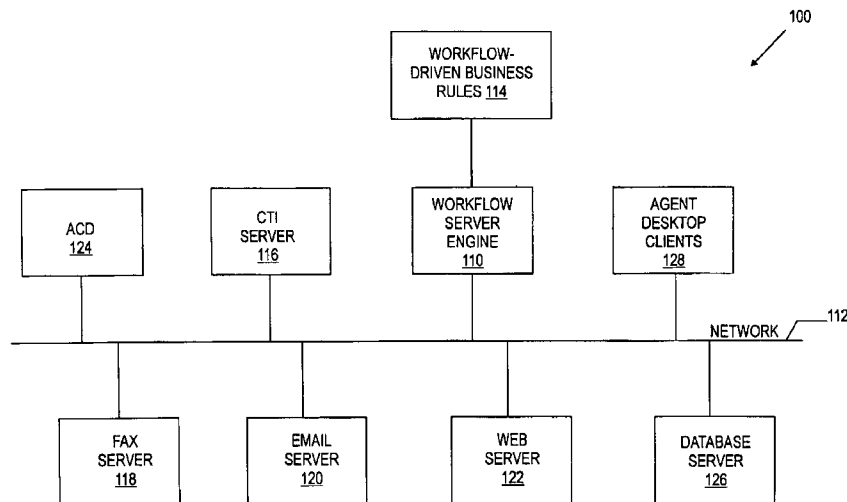 100
WORKFLOW-
DRIVEN BUSINESS
RULES 114
ACD
124
CTI
SERVER
116
WORKFLOW
SERVER
ENGINE
110
AGENT
DESKTOP
CLIENTS
128
NETWORK
112
FAX
SERVER
118
EMAIL
SERVER
120
WEB
SERVER
122
DATABASE
SERVER
126